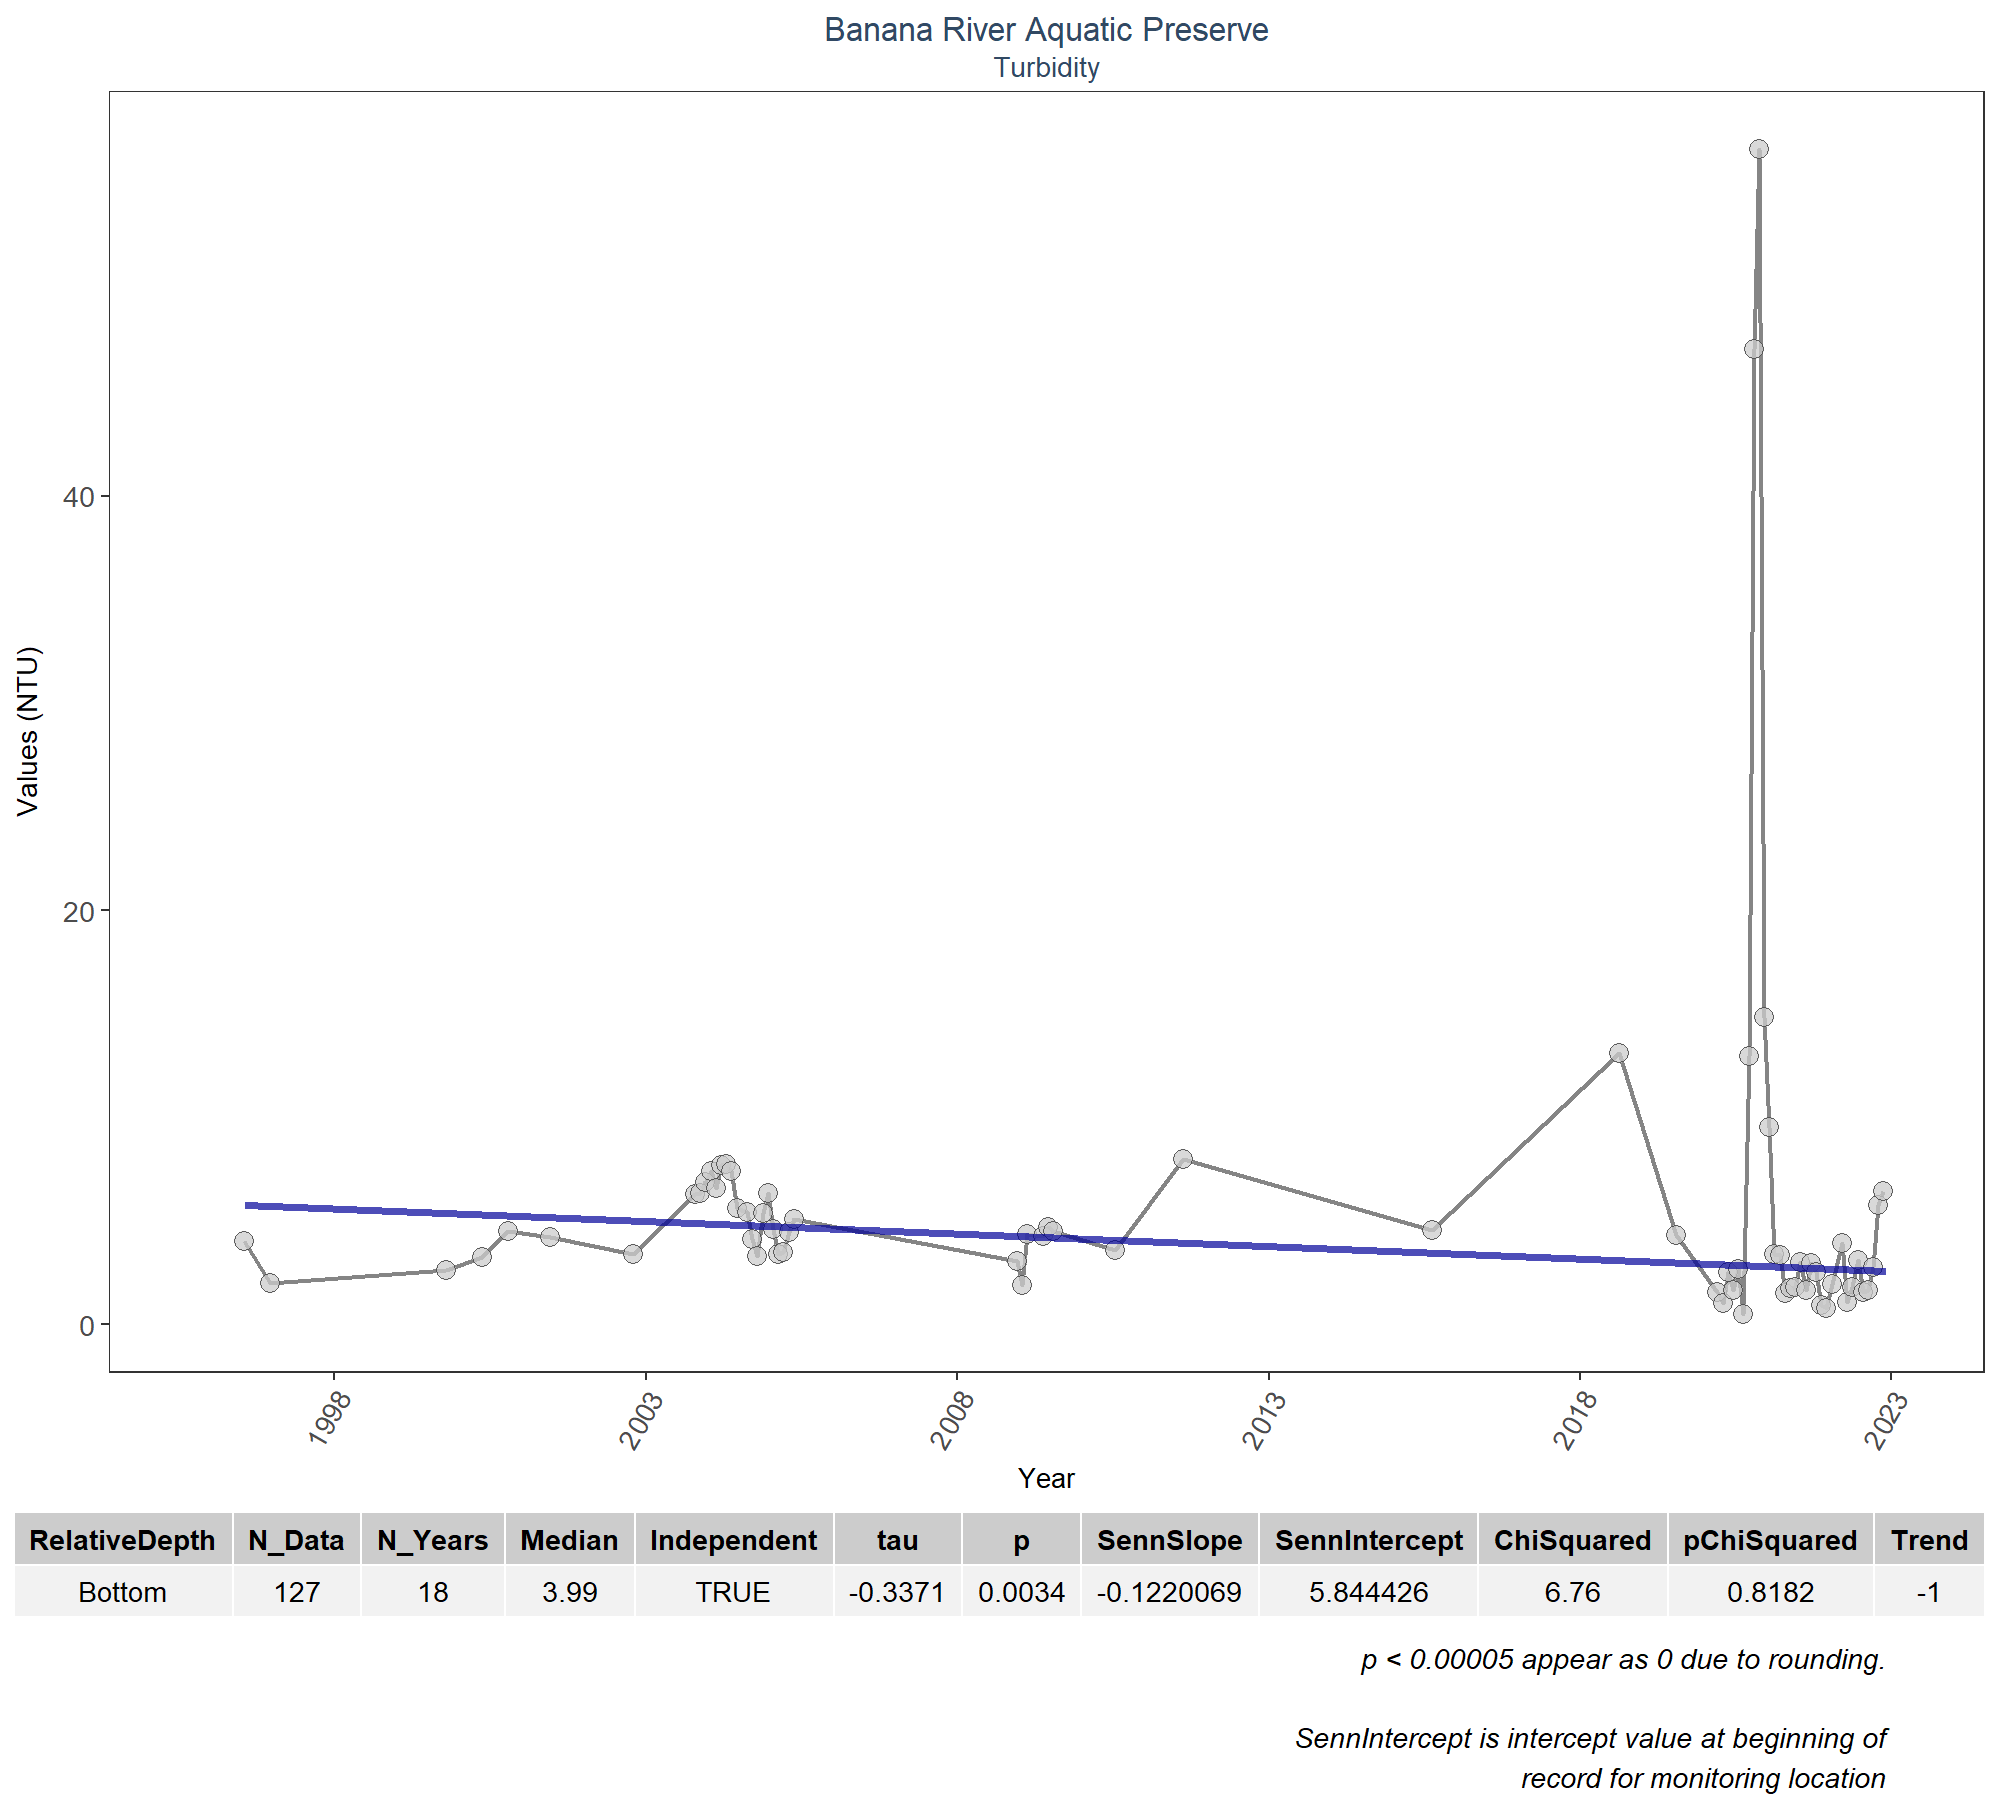 Banana River Aquatic Preserve
Turbidity
Values (NTU)
40
20
0
1998 2003 2008 2013 2018 2023
Year
RelativeDepth N_Data N_Years Median Independent tau p SennSlope SennIntercept ChiSquared pChiSquared Trend
Bottom 127 18 3.99 TRUE -0.3371 0.0034 -0.1220069 5.844426 6.76 0.8182 -1
p < 0.00005 appear as 0 due to rounding.
SennIntercept is intercept value at beginning of
record for monitoring location